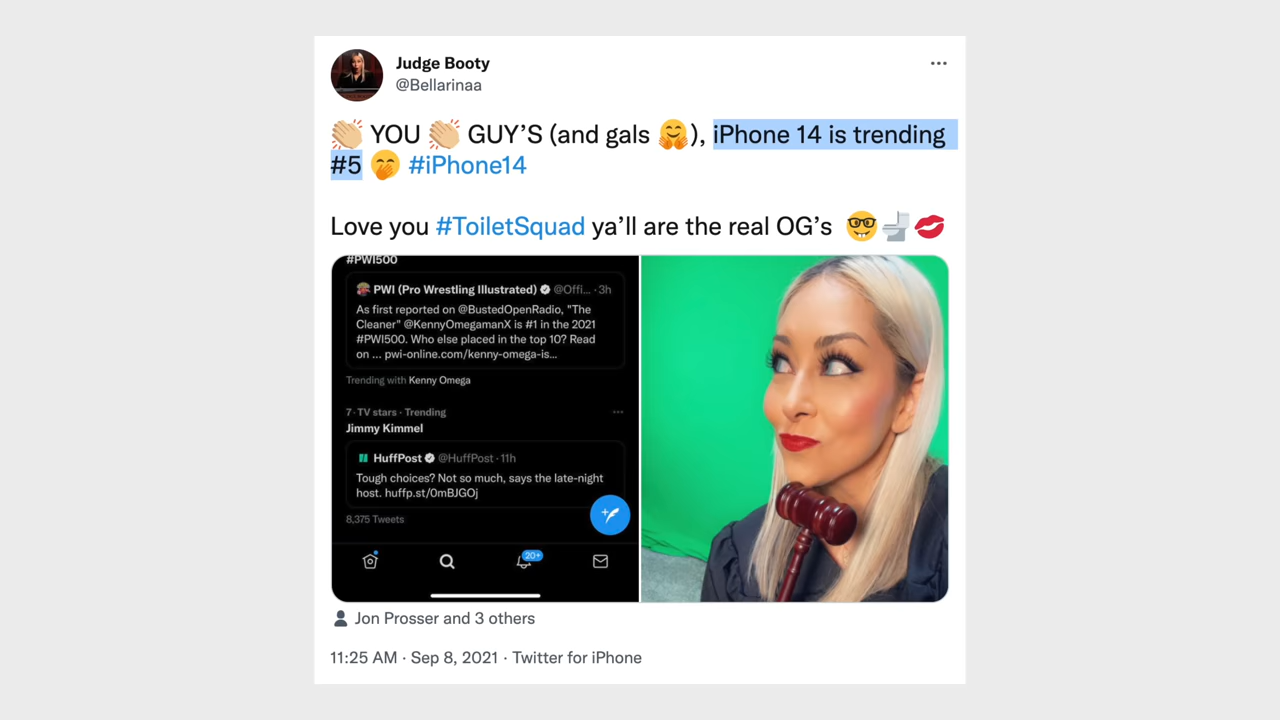 Judge Booty
@Bellarinaa
👏🏼 YOU 👏🏼 GUY’S (and gals 🤗), iPhone 14 is trending
#5 🤭 #iPhone14
Love you #ToiletSquad ya’ll are the real OG’s 🤓🚽💋
#PWI500
PWI (Pro Wrestling Illustrated) @Offi... · 3h
As first reported on @BustedOpenRadio, "The
Cleaner" @KennyOmegamanX is #1 in the 2021
#PWI500. Who else placed in the top 10? Read
on ... pwi-online.com/kenny-omega-is...
Trending with Kenny Omega
7 · TV stars · Trending
Jimmy Kimmel
HuffPost @HuffPost · 11h
Tough choices? Not so much, says the late-night
host. huffp.st/0mBJGOj
8,375 Tweets
20+
Jon Prosser and 3 others
11:25 AM · Sep 8, 2021 · Twitter for iPhone